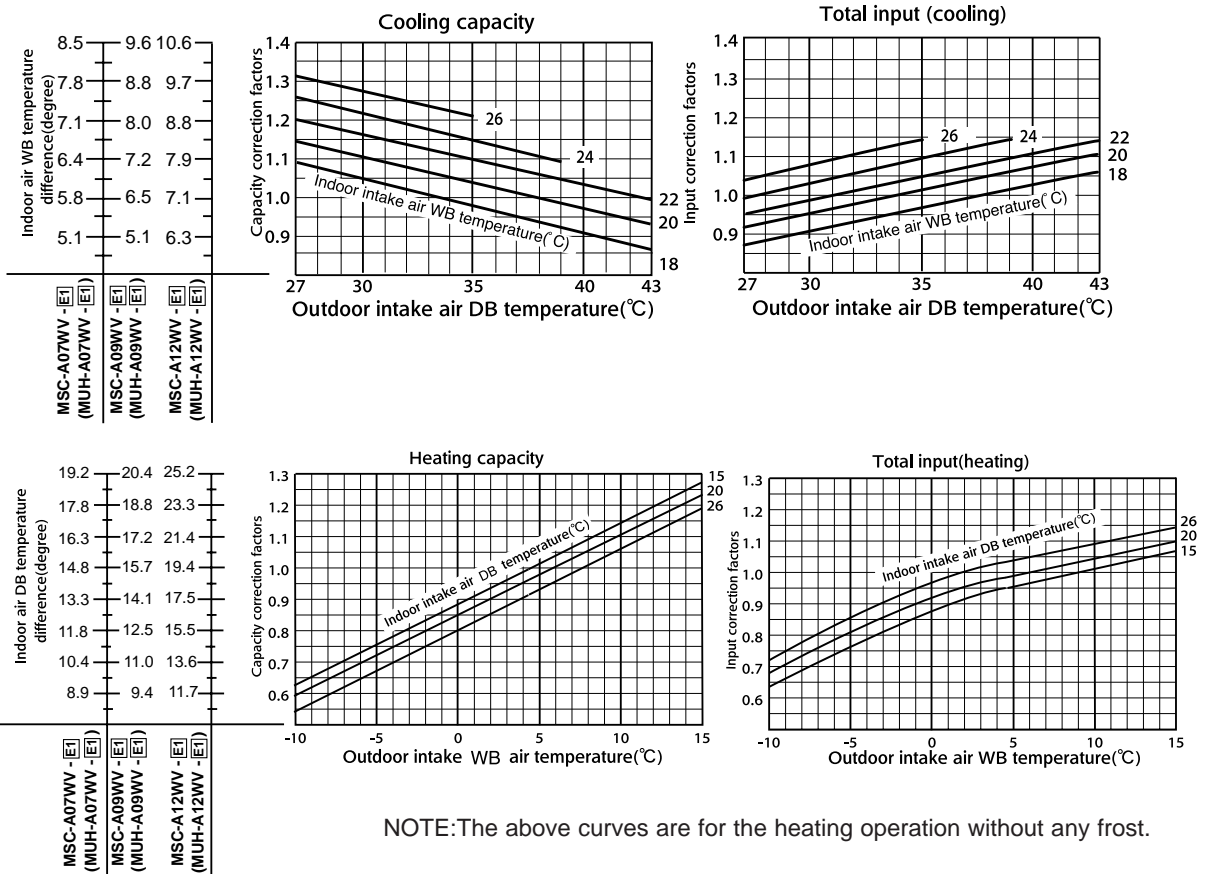 Cooling capacity
Total input (cooling)
Indoor air WB temperature
difference(degree)
8.5 9.6 10.6
7.8 8.8 9.7
7.1 8.0 8.8
6.4 7.2 7.9
5.8 6.5 7.1
5.1 5.1 6.3
MSC-A07WV - E1
(MUH-A07WV - E1)
MSC-A09WV - E1
(MUH-A09WV - E1)
MSC-A12WV - E1
(MUH-A12WV - E1)
Capacity correction factors
1.4
1.3
1.2
1.1
1.0
0.9
26
24
22
20
18
Indoor intake air WB temperature(°C)
27 30 35 40 43
Outdoor intake air DB temperature(°C)
Input correction factors
1.4
1.3
1.2
1.1
1.0
0.9
26
24
22
20
18
Indoor intake air WB temperature(°C)
27 30 35 40 43
Outdoor intake air DB temperature(°C)
Indoor air DB temperature
difference(degree)
19.2 20.4 25.2
17.8 18.8 23.3
16.3 17.2 21.4
14.8 15.7 19.4
13.3 14.1 17.5
11.8 12.5 15.5
10.4 11.0 13.6
8.9 9.4 11.7
MSC-A07WV - E1
(MUH-A07WV - E1)
MSC-A09WV - E1
(MUH-A09WV - E1)
MSC-A12WV - E1
(MUH-A12WV - E1)
Heating capacity
Capacity correction factors
1.3
1.2
1.1
1.0
0.9
0.8
0.7
0.6
15
20
26
Indoor intake air DB temperature(°C)
-10 -5 0 5 10 15
Outdoor intake WB air temperature(°C)
Total input(heating)
Input correction factors
1.3
1.2
1.1
1.0
0.9
0.8
0.7
0.6
26
20
15
Indoor intake air DB temperature(°C)
-10 -5 0 5 10 15
Outdoor intake air WB temperature(°C)
NOTE:The above curves are for the heating operation without any frost.